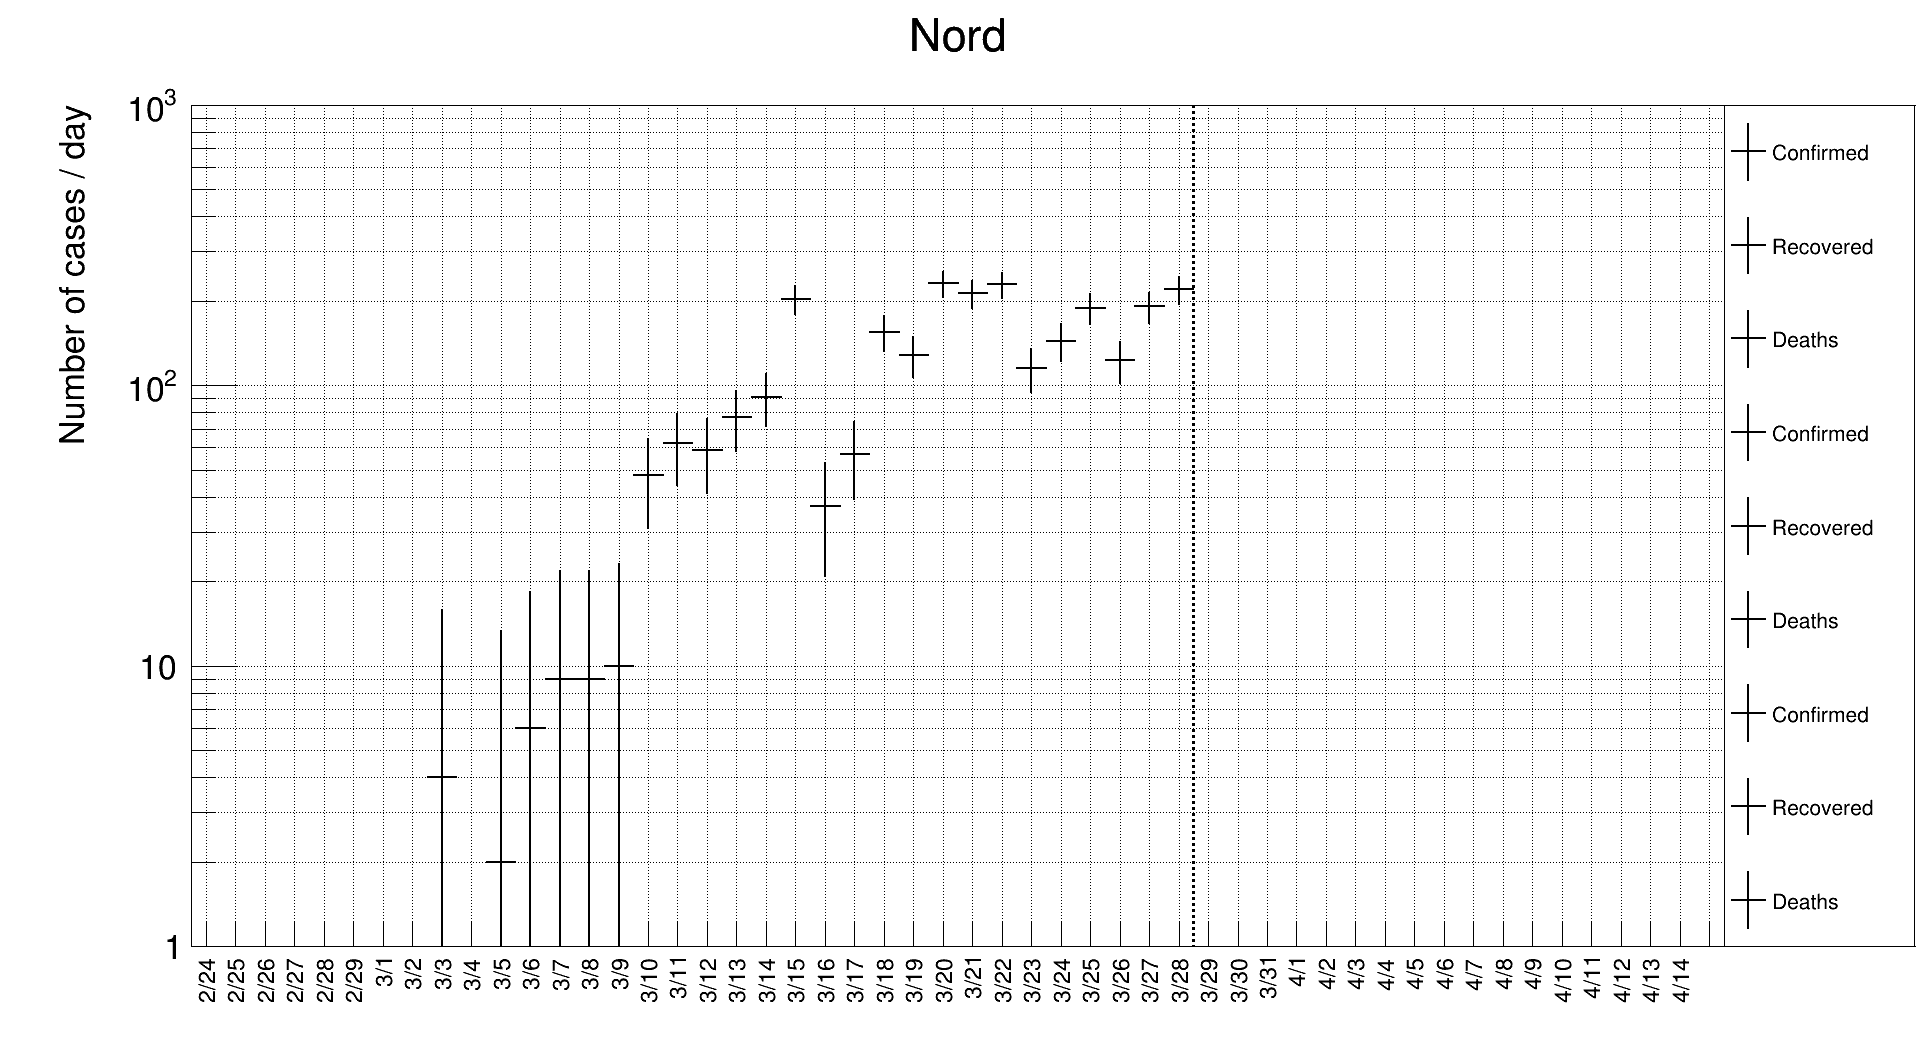 Nord
Number of cases / day
10³
10²
10
1
2/24 2/25 2/26 2/27 2/28 2/29 3/1 3/2 3/3 3/4 3/5 3/6 3/7 3/8 3/9 3/10 3/11 3/12 3/13 3/14 3/15 3/16 3/17 3/18 3/19 3/20 3/21 3/22 3/23 3/24 3/25 3/26 3/27 3/28 3/29 3/30 3/31 4/1 4/2 4/3 4/4 4/5 4/6 4/7 4/8 4/9 4/10 4/11 4/12 4/13 4/14
Confirmed
Recovered
Deaths
Confirmed
Recovered
Deaths
Confirmed
Recovered
Deaths